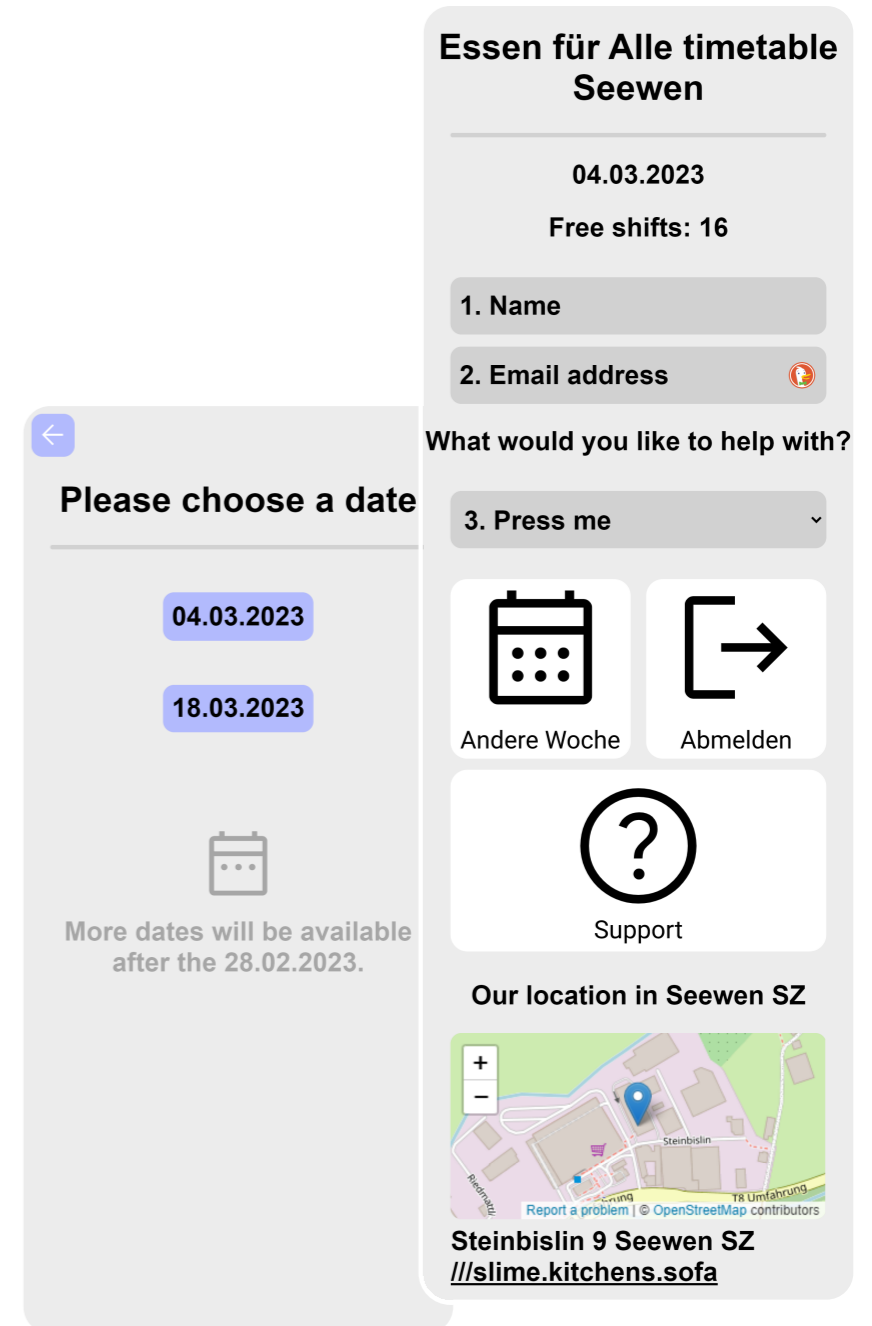 Essen für Alle timetable
Seewen
04.03.2023
Free shifts: 16
1. Name
2. Email address
What would you like to help with?
3. Press me
Andere Woche
Abmelden
Support
Our location in Seewen SZ
+
−
Steinbislin
T8 Umfahrung
Report a problem | © OpenStreetMap contributors
Steinbislin 9 Seewen SZ
///slime.kitchens.sofa
Please choose a date
04.03.2023
18.03.2023
More dates will be available
after the 28.02.2023.